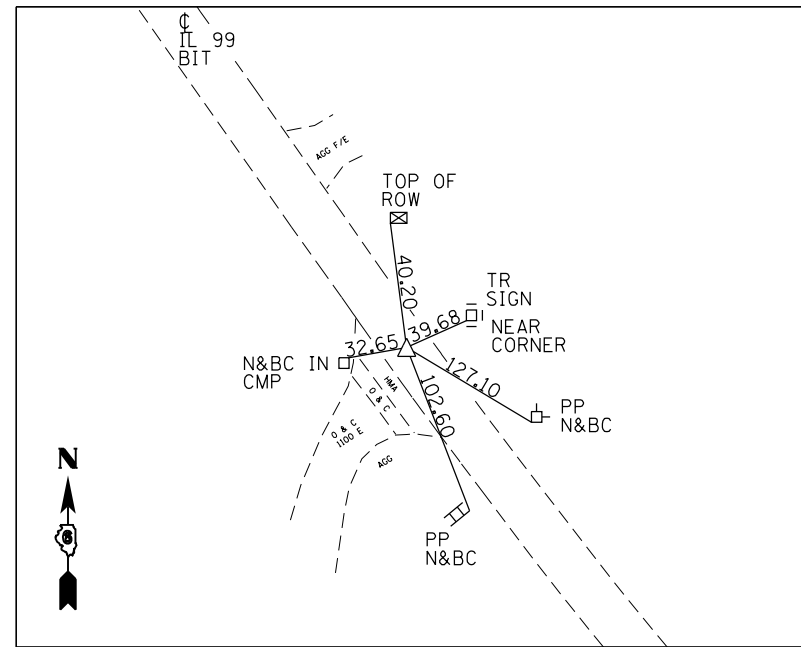 ℄
IL 99
BIT
AGG F/E
TOP OF
ROW
40.20
TR
SIGN
39.68
NEAR
CORNER
32.65
N&BC IN
CMP
127.10
HMA
O & C
102.60
PP
N&BC
O & C
1100 E
AGG
N
6
PP
N&BC